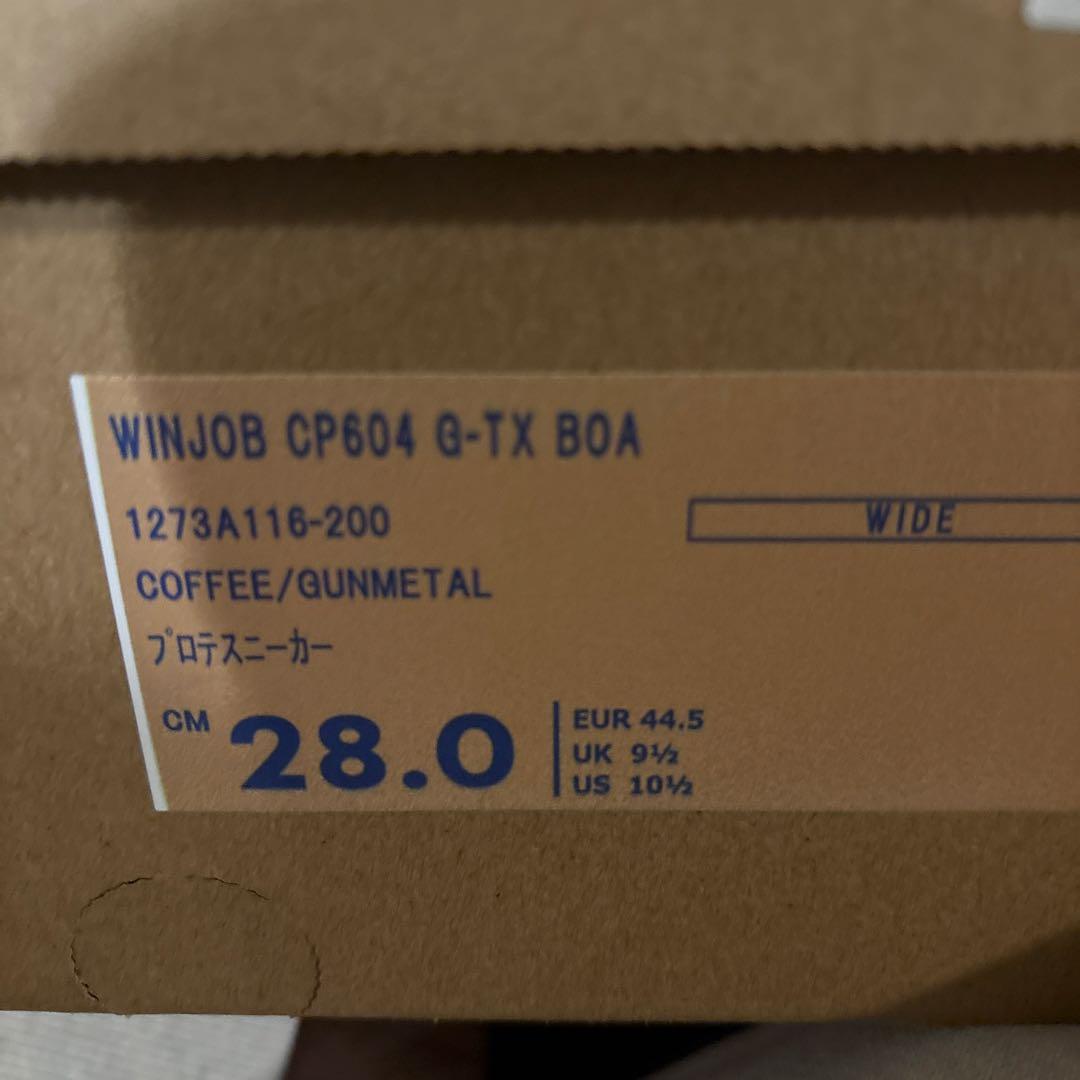 WINJOB CP604 G-TX BOA
1273A116-200
WIDE
COFFEE/GUNMETAL
プロテスニーカー
CM 28.0
EUR 44.5
UK 9½
US 10½